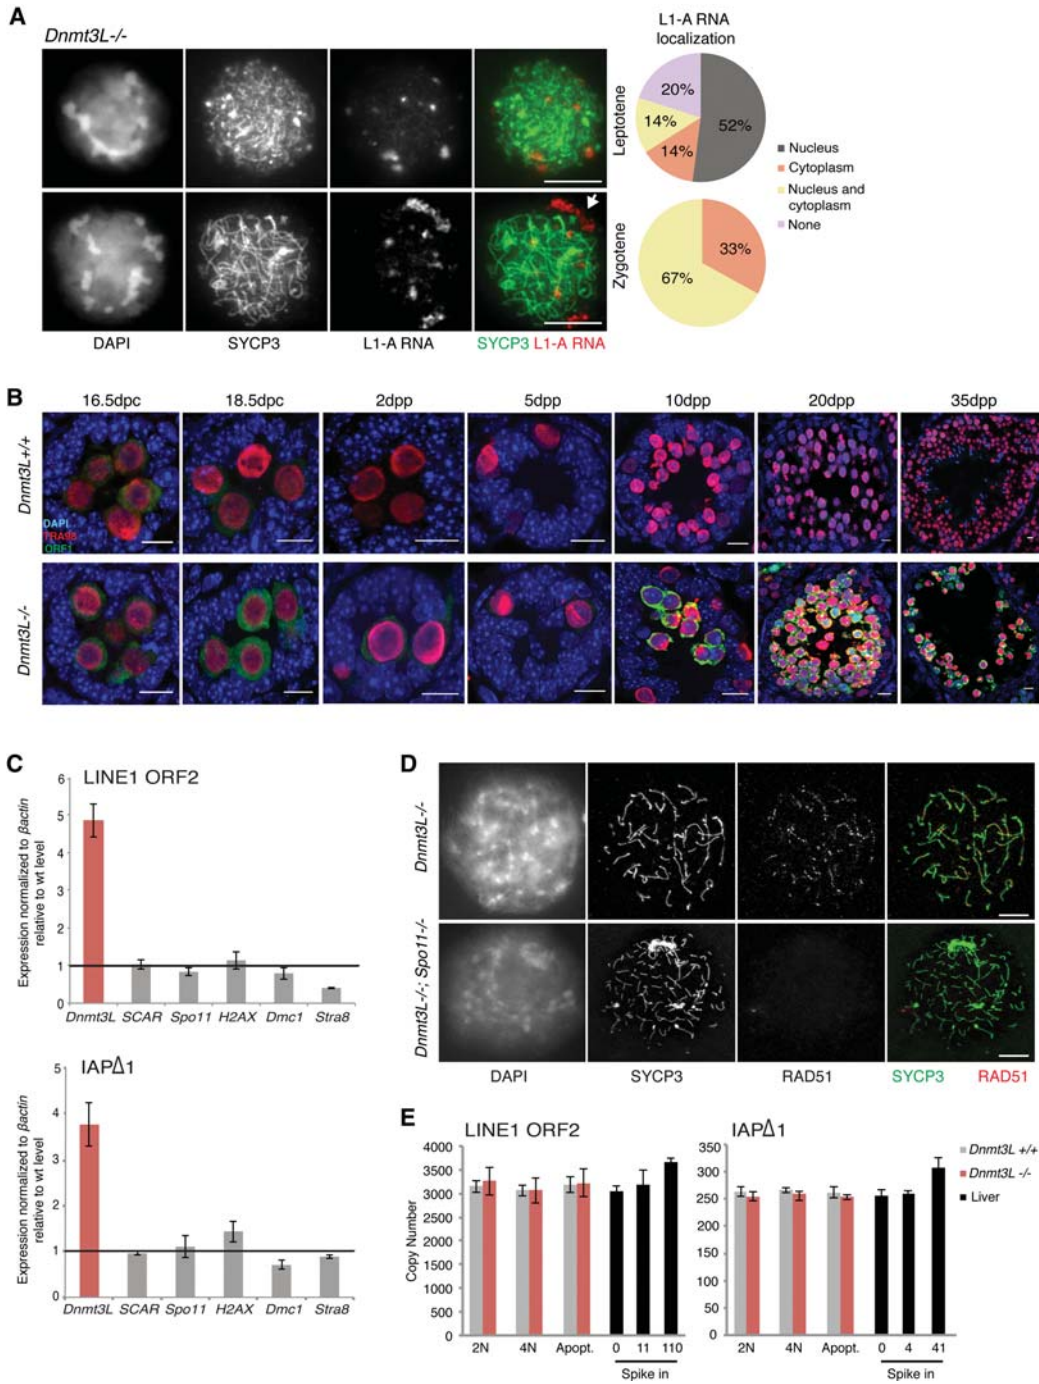 A
Dnmt3L-/-
L1-A RNA
localization
Leptotene
20%
14%
14%
52%
Nucleus
Cytoplasm
Nucleus and
cytoplasm
None
Zygotene
33%
67%
DAPI
SYCP3
L1-A RNA
SYCP3 L1-A RNA
B
16.5dpc
18.5dpc
2dpp
5dpp
10dpp
20dpp
35dpp
Dnmt3L+/+
DAPI
TRA98
ORF1
Dnmt3L-/-
C
LINE1 ORF2
Expression normalized to βactin
relative to wt level
6
5
4
3
2
1
0
Dnmt3L
SCAR
Spo11
H2AX
Dmc1
Stra8
IAPΔ1
Expression normalized to βactin
relative to wt level
5
4
3
2
1
0
Dnmt3L
SCAR
Spo11
H2AX
Dmc1
Stra8
D
Dnmt3L-/-
Dnmt3L-/-; Spo11-/-
DAPI
SYCP3
RAD51
SYCP3 RAD51
E
LINE1 ORF2
Copy Number
4000
3500
3000
2500
2000
1500
1000
500
0
2N
4N
Apopt.
0
11
110
Spike in
IAPΔ1
350
300
250
200
150
100
50
0
2N
4N
Apopt.
0
4
41
Spike in
Dnmt3L +/+
Dnmt3L -/-
Liver